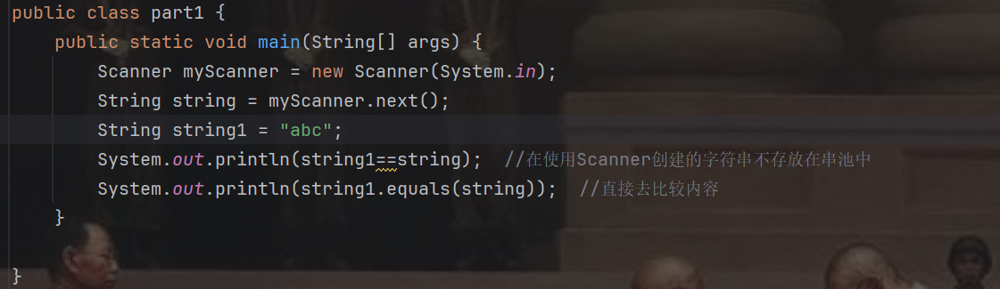 public class part1 {
    public static void main(String[] args) {
        Scanner myScanner = new Scanner(System.in);
        String string = myScanner.next();
        String string1 = "abc";
        System.out.println(string1==string);  //在使用Scanner创建的字符串不存放在串池中
        System.out.println(string1.equals(string));  //直接去比较内容
    }
}